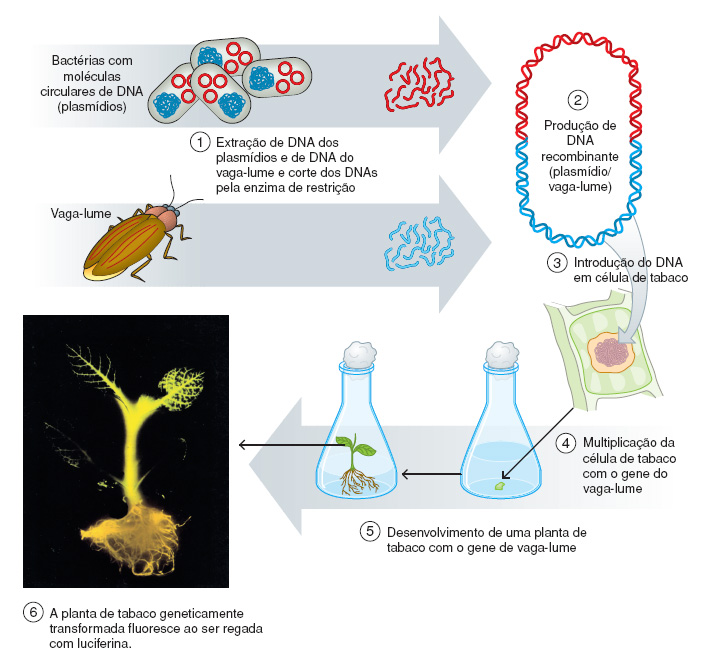 Bactérias com
moléculas
circulares de DNA
(plasmídios)
1 Extração de DNA dos
plasmídios e de DNA do
vaga-lume e corte dos DNAs
pela enzima de restrição
Vaga-lume
2
Produção de
DNA
recombinante
(plasmídio/
vaga-lume)
3 Introdução do DNA
em célula de tabaco
4 Multiplicação da
célula de tabaco
com o gene do
vaga-lume
5 Desenvolvimento de uma planta de
tabaco com o gene de vaga-lume
6 A planta de tabaco geneticamente
transformada fluoresce ao ser regada
com luciferina.